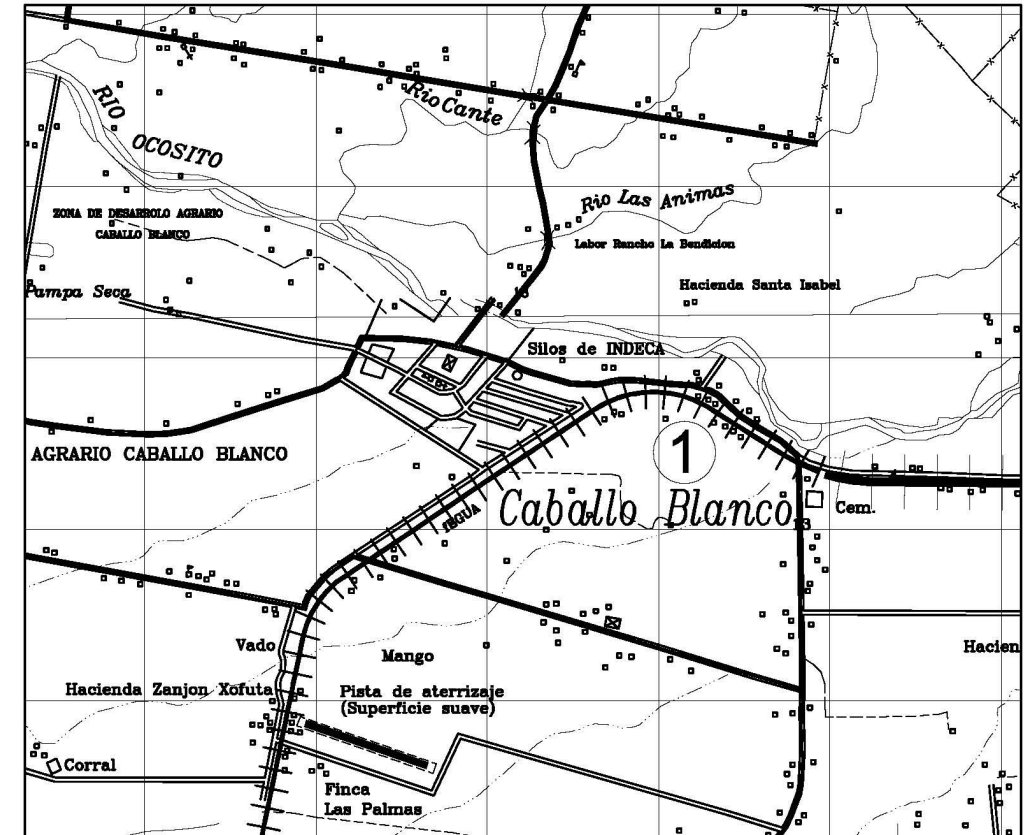 Rio Cante
RIO
OCOSITO
Rio Las Animas
ZONA DE DESARROLO AGRARIO
CABALLO BLANCO
Labor Rancho La Bendicion
Hacienda Santa Isabel
Pampa Seca
Silos de INDECA
AGRARIO CABALLO BLANCO
1
Caballo Blanco
Cem.
13
IEGUA
Vado
Mango
Hacien
Hacienda Zanjon Xofuta
Pista de aterrizaje
(Superficie suave)
Corral
Finca
Las Palmas